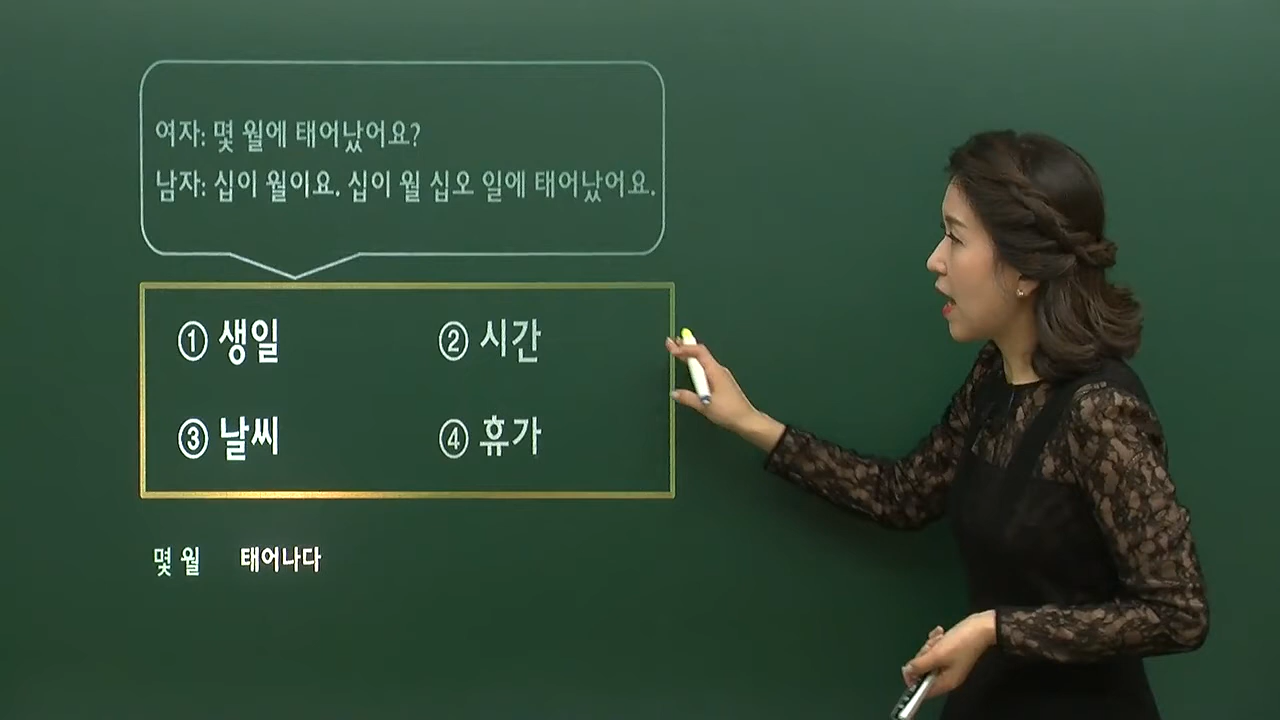 여자: 몇 월에 태어났어요?
남자: 십이 월이요. 십이 월 십오 일에 태어났어요.
① 생일 ② 시간
③ 날씨 ④ 휴가
몇 월 태어나다